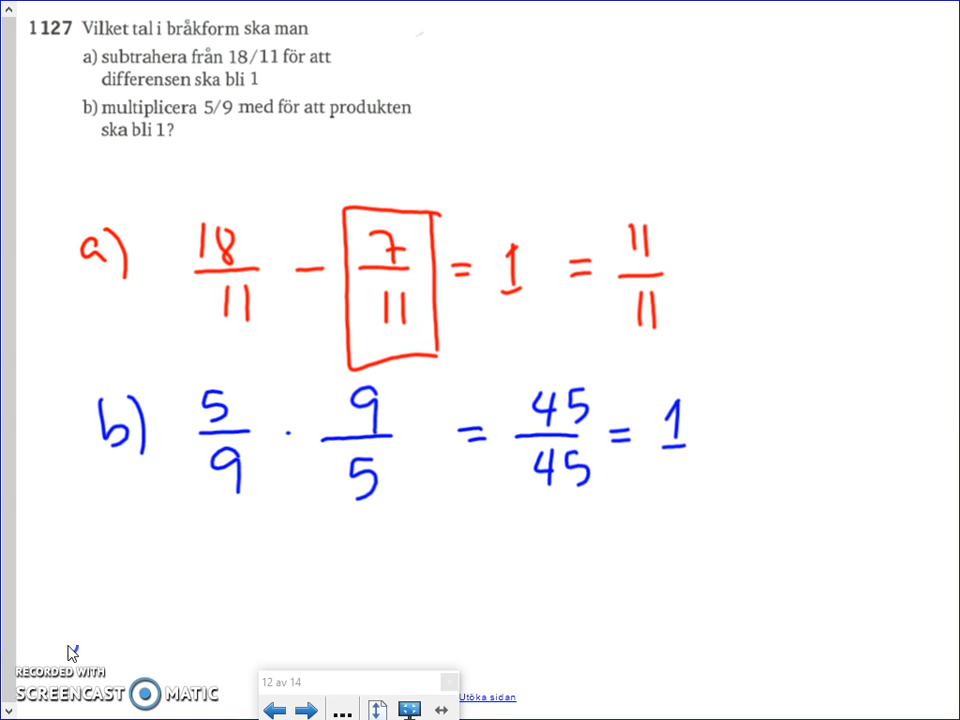 1127 Vilket tal i bråkform ska man
a) subtrahera från 18/11 för att
differensen ska bli 1
b) multiplicera 5/9 med för att produkten
ska bli 1?
a) 18/11 - 7/11 = 1 = 11/11
b) 5/9 · 9/5 = 45/45 = 1
RECORDED WITH
SCREENCAST MATIC
12 av 14
Utöka sidan